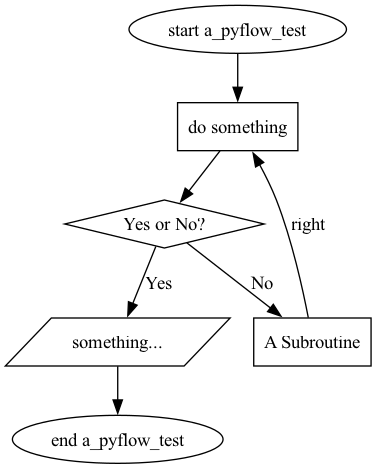 start a_pyflow_test
do something
right
Yes or No?
Yes
No
something...
A Subroutine
end a_pyflow_test